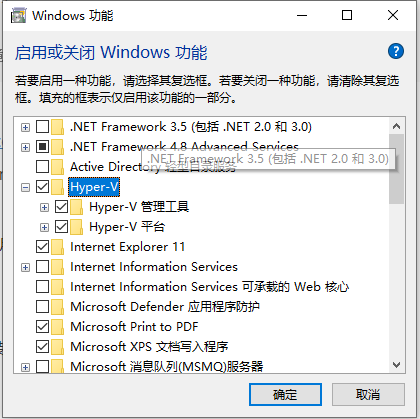 Windows 功能
启用或关闭 Windows 功能
若要启用一种功能，请选择其复选框。若要关闭一种功能，请清除其复选框。填充的框表示仅启用该功能的一部分。
.NET Framework 3.5 (包括 .NET 2.0 和 3.0)
.NET Framework 4.8 Advanced Services
.NET Framework 3.5 (包括 .NET 2.0 和 3.0)
Active Directory 轻型目录服务
Hyper-V
Hyper-V 管理工具
Hyper-V 平台
Internet Explorer 11
Internet Information Services
Internet Information Services 可承载的 Web 核心
Microsoft Defender 应用程序防护
Microsoft Print to PDF
Microsoft XPS 文档写入程序
Microsoft 消息队列(MSMQ)服务器
确定
取消